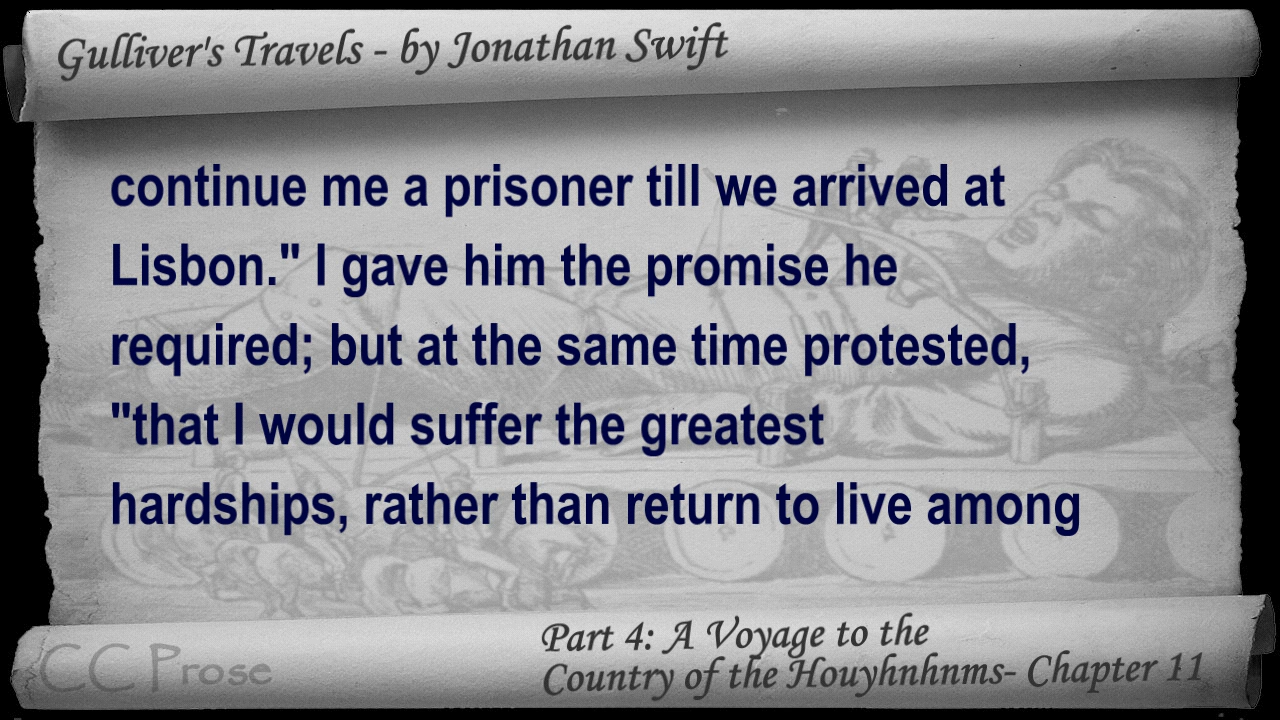 Gulliver's Travels - by Jonathan Swift
continue me a prisoner till we arrived at
Lisbon." I gave him the promise he
required; but at the same time protested,
"that I would suffer the greatest
hardships, rather than return to live among
CC Prose
Part 4: A Voyage to the
Country of the Houyhnhnms- Chapter 11